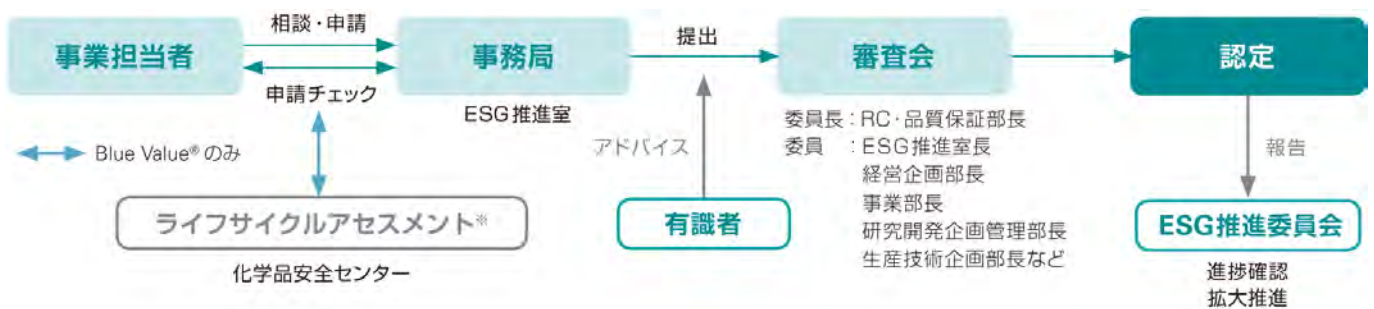 相談・申請
事業担当者
事務局
提出
審査会
認定
申請チェック
ESG推進室
Blue Value®のみ
アドバイス
委員長：RC・品質保証部長
委員　：ESG推進室長
経営企画部長
事業部長
研究開発企画管理部長
生産技術企画部長など
報告
ライフサイクルアセスメント※
化学品安全センター
有識者
ESG推進委員会
進捗確認
拡大推進